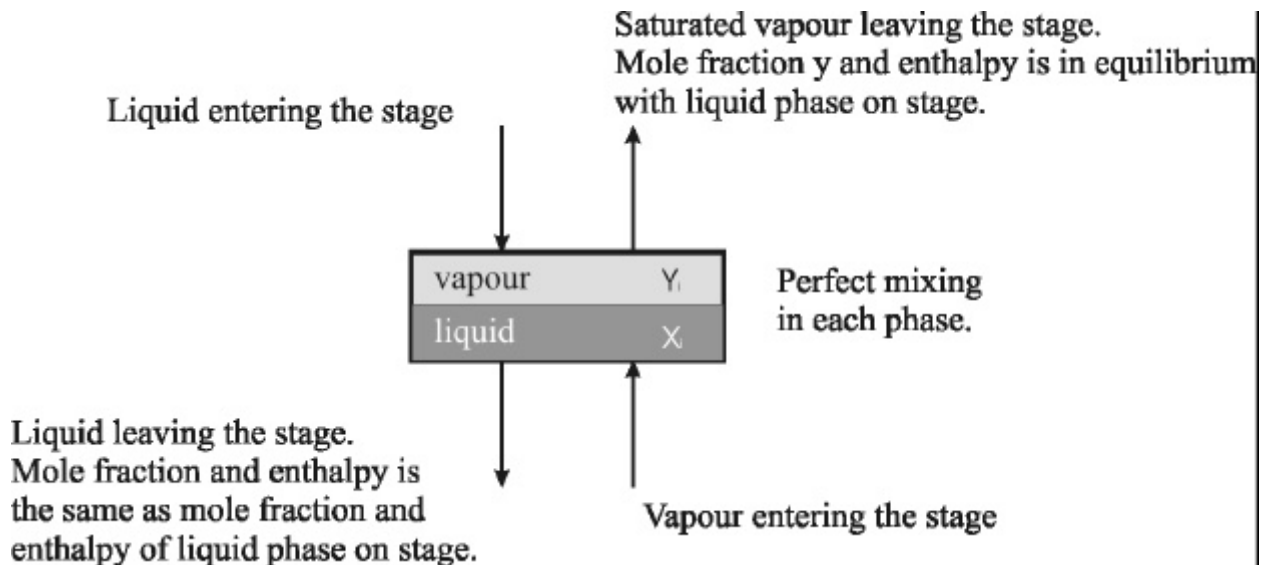 Saturated vapour leaving the stage.
Mole fraction y and enthalpy is in equilibrium
with liquid phase on stage.
Liquid entering the stage
vapour Yᵢ
liquid Xᵢ
Perfect mixing
in each phase.
Liquid leaving the stage.
Mole fraction and enthalpy is
the same as mole fraction and
enthalpy of liquid phase on stage.
Vapour entering the stage